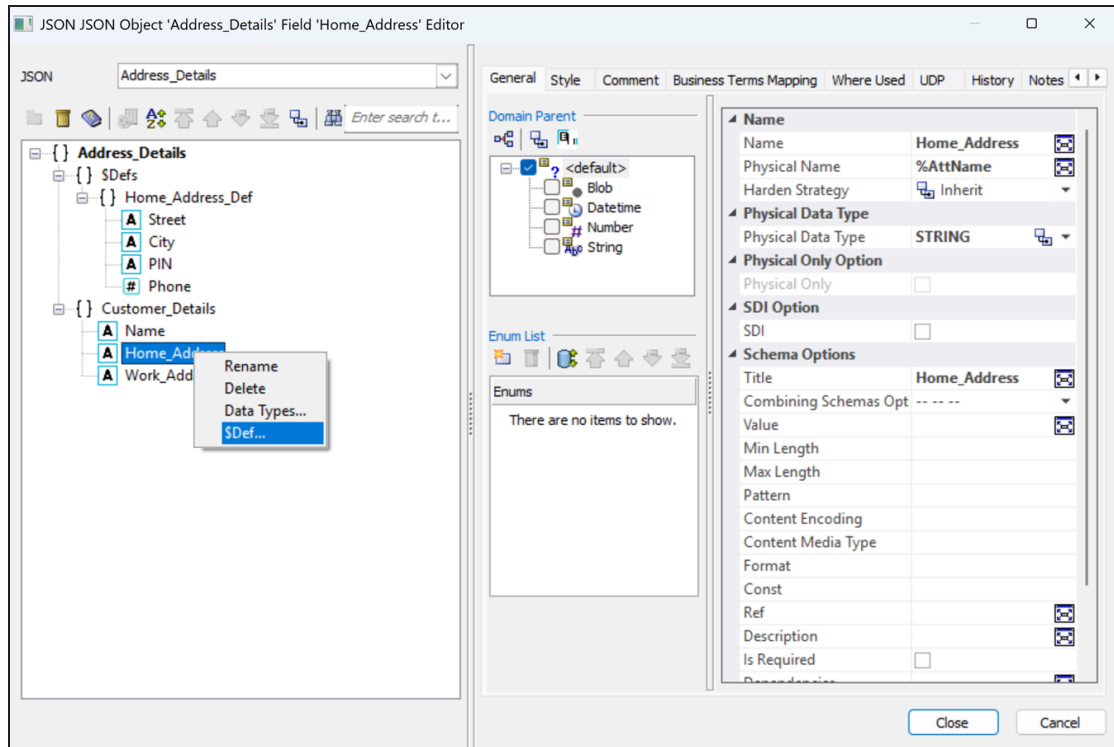 JSON JSON Object 'Address_Details' Field 'Home_Address' Editor
JSON
Address_Details
Enter search t...
{ } Address_Details
{ } $Defs
{ } Home_Address_Def
A Street
A City
A PIN
# Phone
{ } Customer_Details
A Name
A Home_Address
A Work_Add
Rename
Delete
Data Types...
$Def...
General Style Comment Business Terms Mapping Where Used UDP History Notes
Domain Parent
<default>
Blob
Datetime
Number
String
Enum List
Enums
There are no items to show.
Name
Name Home_Address
Physical Name %AttName
Harden Strategy Inherit
Physical Data Type
Physical Data Type STRING
Physical Only Option
Physical Only
SDI Option
SDI
Schema Options
Title Home_Address
Combining Schemas Opt -- -- --
Value
Min Length
Max Length
Pattern
Content Encoding
Content Media Type
Format
Const
Ref
Description
Is Required
Close Cancel